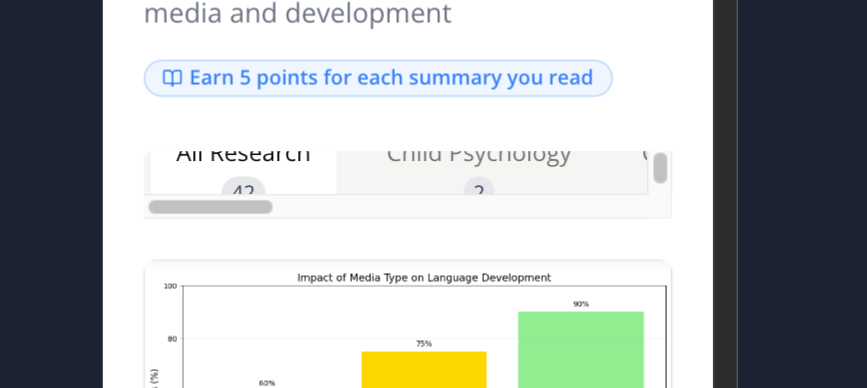 media and development
Earn 5 points for each summary you read
All Research
Child Psychology
42
2
Impact of Media Type on Language Development
100
90%
80
75%
60%
(%)